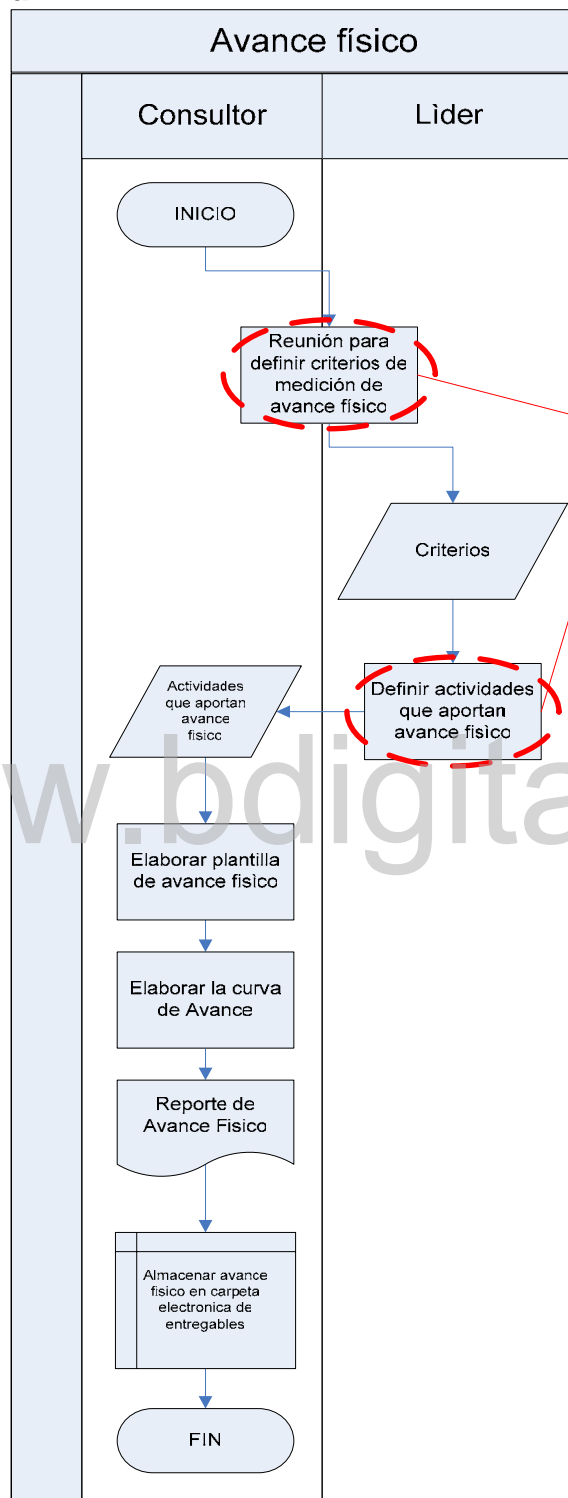 Avance físico
Consultor
Lìder
INICIO
Reunión para
definir criterios de
medición de
avance físico
Criterios
Definir actividades
que aportan
avance fisìco
Actividades
que aportan
avance
fisico
w.bdigita
Elaborar plantilla
de avance fisìco
Elaborar la curva
de Avance
Reporte de
Avance Fisico
Almacenar avance
fisico en carpeta
electronica de
entregables
FIN